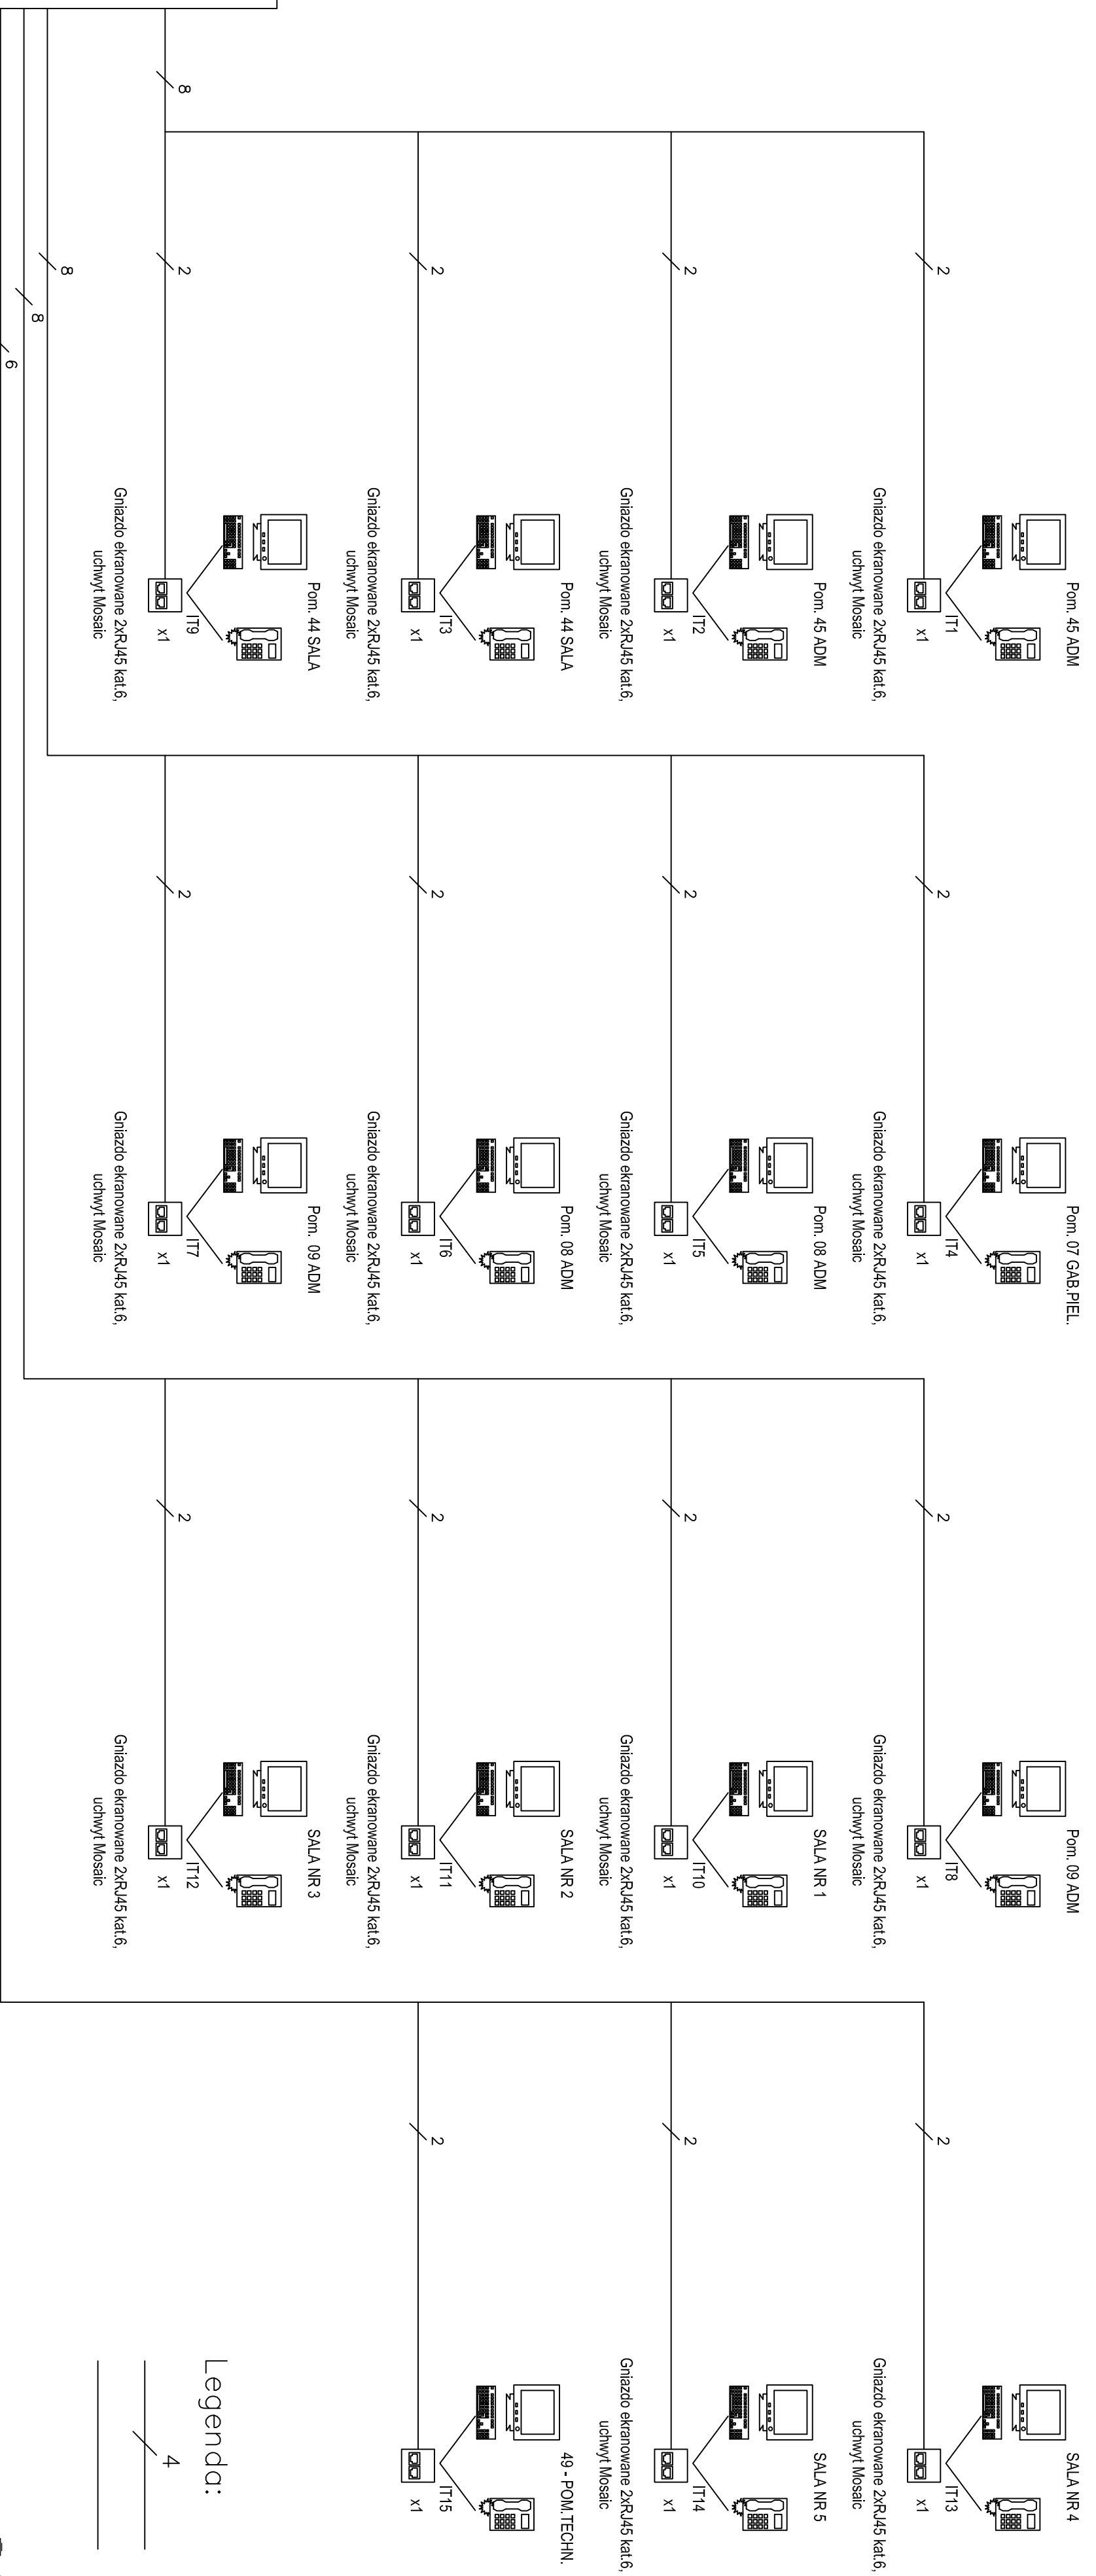 Pom. 45 ADM
IT1
x1
2
Gniazdo ekranowane 2xRJ45 kat.6,
uchwyt Mosaic
Pom. 45 ADM
IT2
x1
2
Gniazdo ekranowane 2xRJ45 kat.6,
uchwyt Mosaic
Pom. 44 SALA
IT3
x1
2
Gniazdo ekranowane 2xRJ45 kat.6,
uchwyt Mosaic
Pom. 44 SALA
IT9
x1
8
2
Gniazdo ekranowane 2xRJ45 kat.6,
uchwyt Mosaic
8
8
6
Pom. 07 GAB.PIEL.
IT4
x1
2
Gniazdo ekranowane 2xRJ45 kat.6,
uchwyt Mosaic
Pom. 08 ADM
IT5
x1
2
Gniazdo ekranowane 2xRJ45 kat.6,
uchwyt Mosaic
Pom. 08 ADM
IT6
x1
2
Gniazdo ekranowane 2xRJ45 kat.6,
uchwyt Mosaic
Pom. 09 ADM
IT7
x1
2
Gniazdo ekranowane 2xRJ45 kat.6,
uchwyt Mosaic
Pom. 09 ADM
IT8
x1
2
Gniazdo ekranowane 2xRJ45 kat.6,
uchwyt Mosaic
SALA NR 1
IT10
x1
2
Gniazdo ekranowane 2xRJ45 kat.6,
uchwyt Mosaic
SALA NR 2
IT11
x1
2
Gniazdo ekranowane 2xRJ45 kat.6,
uchwyt Mosaic
SALA NR 3
IT12
x1
2
Gniazdo ekranowane 2xRJ45 kat.6,
uchwyt Mosaic
SALA NR 4
IT13
x1
2
Gniazdo ekranowane 2xRJ45 kat.6,
uchwyt Mosaic
SALA NR 5
IT14
x1
2
Gniazdo ekranowane 2xRJ45 kat.6,
uchwyt Mosaic
49 - POM.TECHN.
IT15
x1
2
Legenda:
4